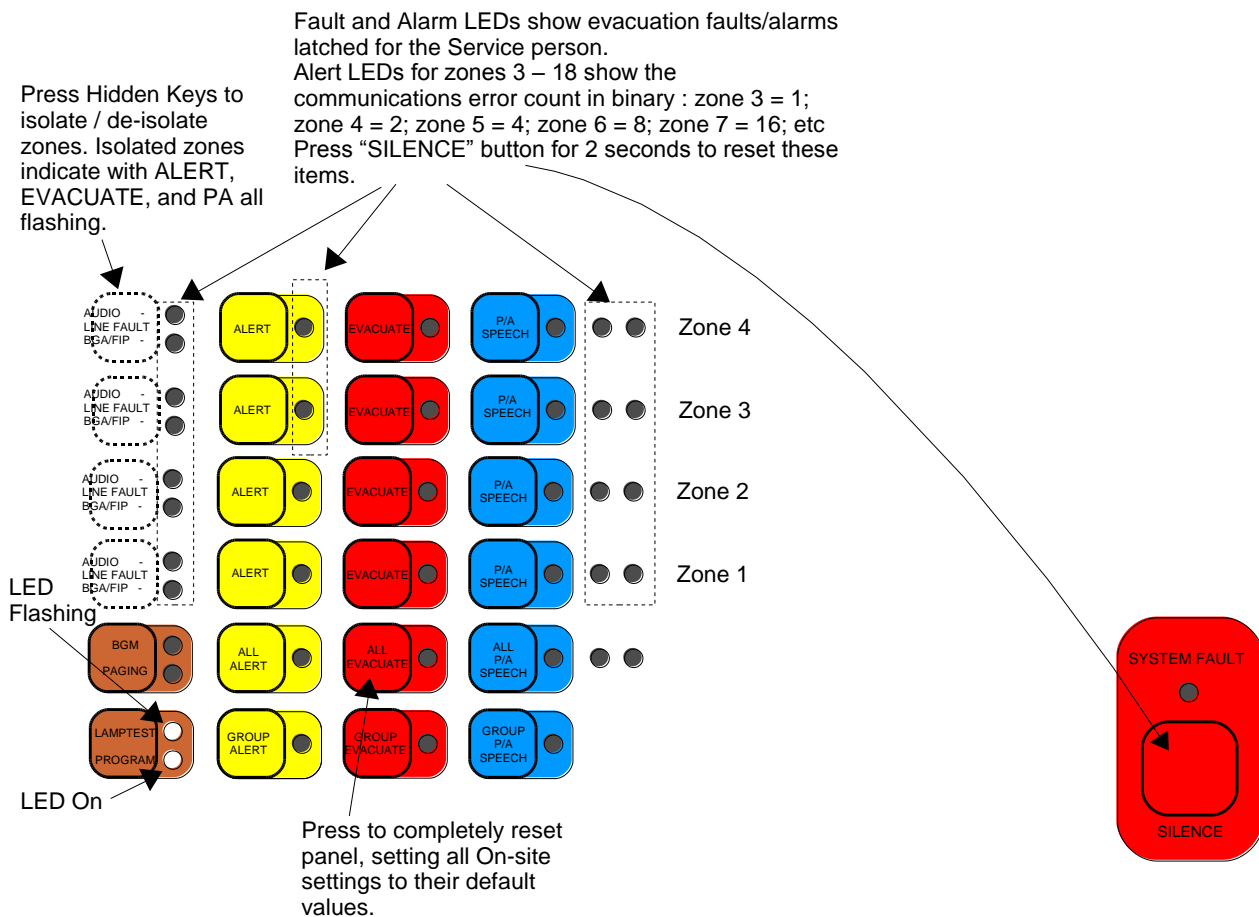 Fault and Alarm LEDs show evacuation faults/alarms
latched for the Service person.
Alert LEDs for zones 3 – 18 show the
communications error count in binary : zone 3 = 1;
zone 4 = 2; zone 5 = 4; zone 6 = 8; zone 7 = 16; etc
Press “SILENCE” button for 2 seconds to reset these
items.
Press Hidden Keys to
isolate / de-isolate
zones. Isolated zones
indicate with ALERT,
EVACUATE, and PA all
flashing.
AUDIO -
LINE FAULT
BGA/FIP -
ALERT
EVACUATE
P/A
SPEECH
Zone 4
AUDIO -
LINE FAULT
BGA/FIP -
ALERT
EVACUATE
P/A
SPEECH
Zone 3
AUDIO -
LINE FAULT
BGA/FIP -
ALERT
EVACUATE
P/A
SPEECH
Zone 2
AUDIO -
LINE FAULT
BGA/FIP -
ALERT
EVACUATE
P/A
SPEECH
Zone 1
LED
Flashing
BGM
PAGING
ALL
ALERT
ALL
EVACUATE
ALL
P/A
SPEECH
LAMPTEST
PROGRAM
GROUP
ALERT
GROUP
EVACUATE
GROUP
P/A
SPEECH
LED On
Press to completely reset
panel, setting all On-site
settings to their default
values.
SYSTEM FAULT
SILENCE